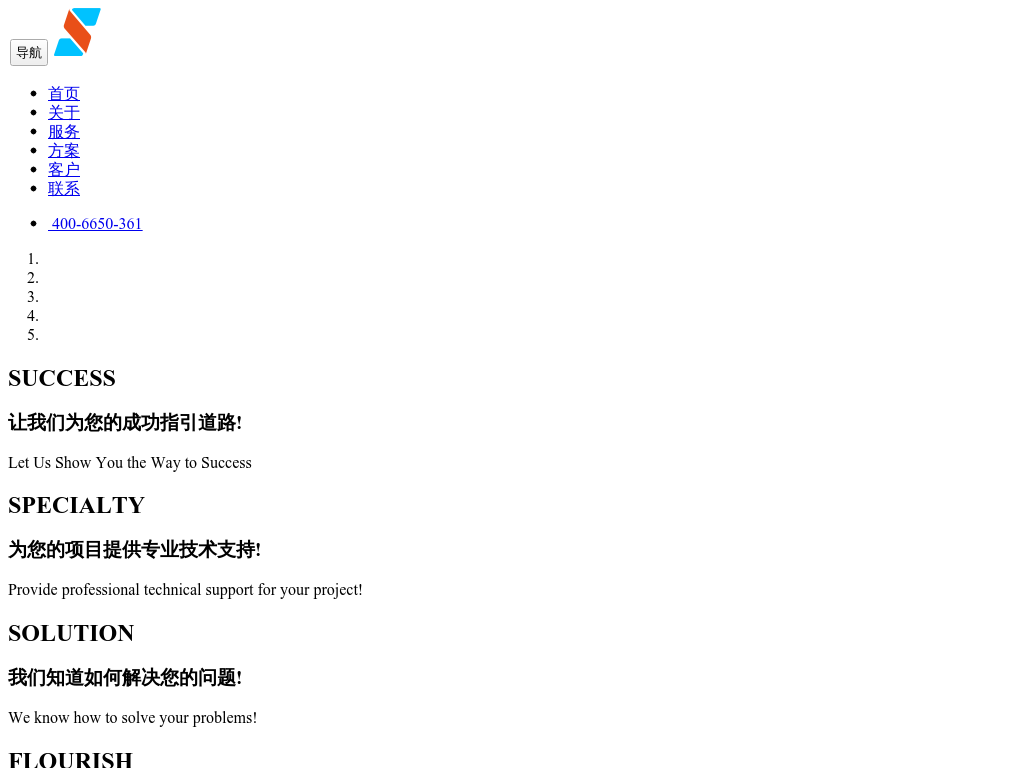 导航
首页
关于
服务
方案
客户
联系
400-6650-361
1.
2.
3.
4.
5.
SUCCESS
让我们为您的成功指引道路!
Let Us Show You the Way to Success
SPECIALTY
为您的项目提供专业技术支持!
Provide professional technical support for your project!
SOLUTION
我们知道如何解决您的问题!
We know how to solve your problems!
FLOURISH